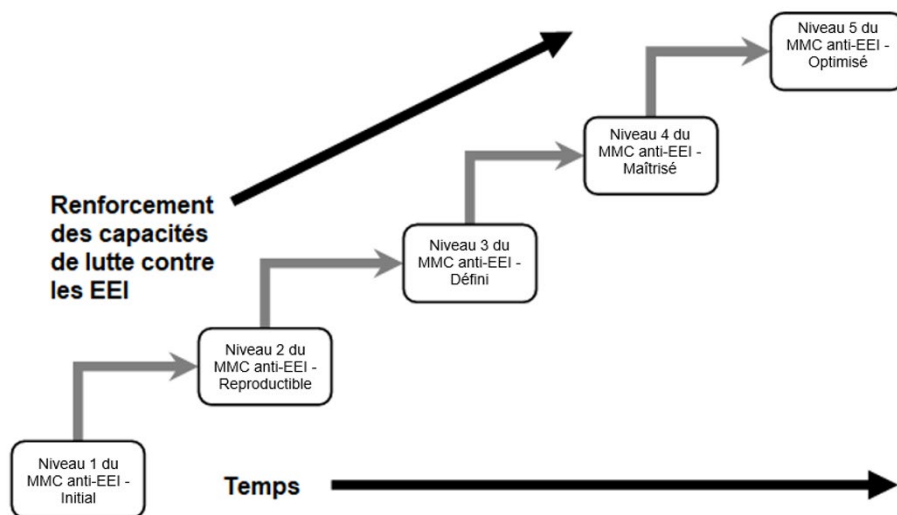 Niveau 5 du
MMC anti-EEI -
Optimisé
Niveau 4 du
MMC anti-EEI -
Maîtrisé
Renforcement
des capacités
de lutte contre
les EEI
Niveau 3 du
MMC anti-EEI -
Défini
Niveau 2 du
MMC anti-EEI -
Reproductible
Niveau 1 du
MMC anti-EEI -
Initial
Temps